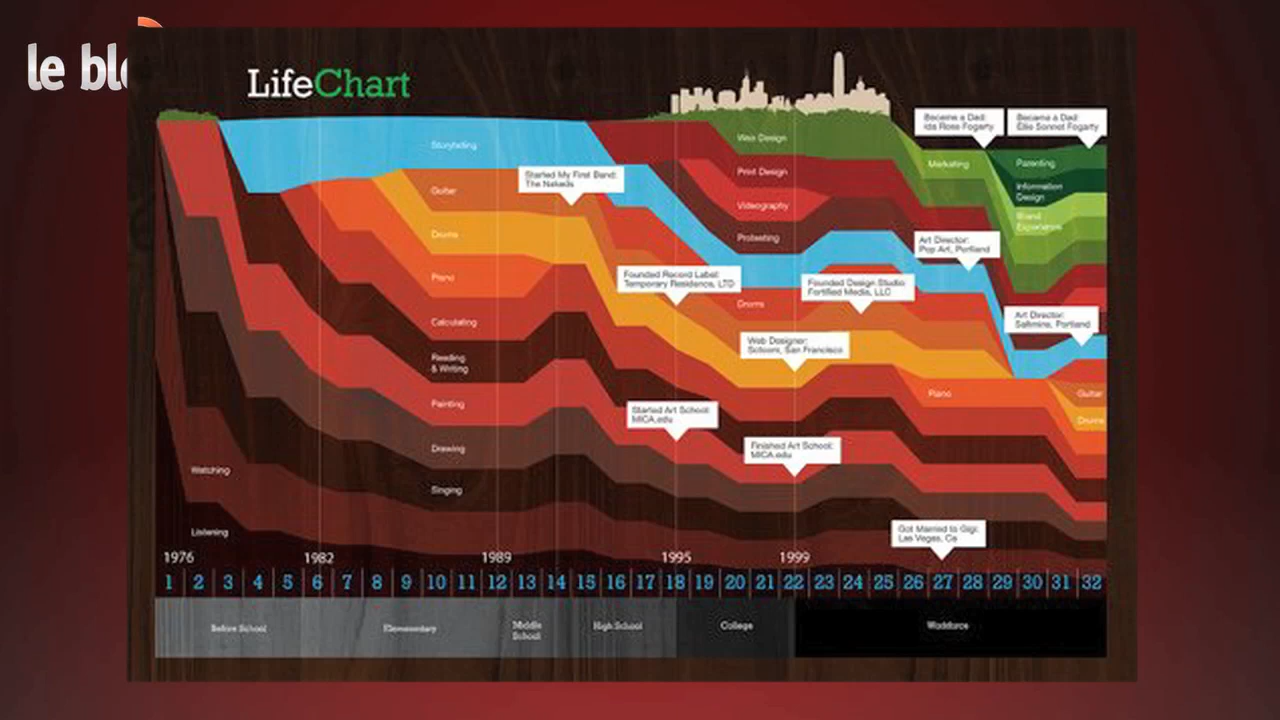 le blo
LifeChart
Became a Dad:
Ida Rose Fogarty
Became a Dad:
Elie Sonnet Fogarty
Storytelling
Web Design
Marketing
Parenting
Started My First Band:
The Nakeds
Print Design
Information
Design
Guitar
Videography
Brand
Experience
Drums
Protesting
Art Director:
Pop Art, Portland
Piano
Founded Record Label:
Temporary Residence, LTD
Founded Design Studio:
Fortified Media, LLC
Drums
Calculating
Art Director:
Portland
Web Designer:
San Francisco
Reading
& Writing
Piano
Guitar
Painting
Started Art School:
MICA.edu
Drums
Drawing
Finished Art School:
MICA.edu
Watching
Singing
Listening
Got Married to Gigi:
Las Vegas, Ca
1976 1982 1989 1995 1999
1 2 3 4 5 6 7 8 9 10 11 12 13 14 15 16 17 18 19 20 21 22 23 24 25 26 27 28 29 30 31 32
Before School
Elementary
Middle
School
High School
College
Workforce